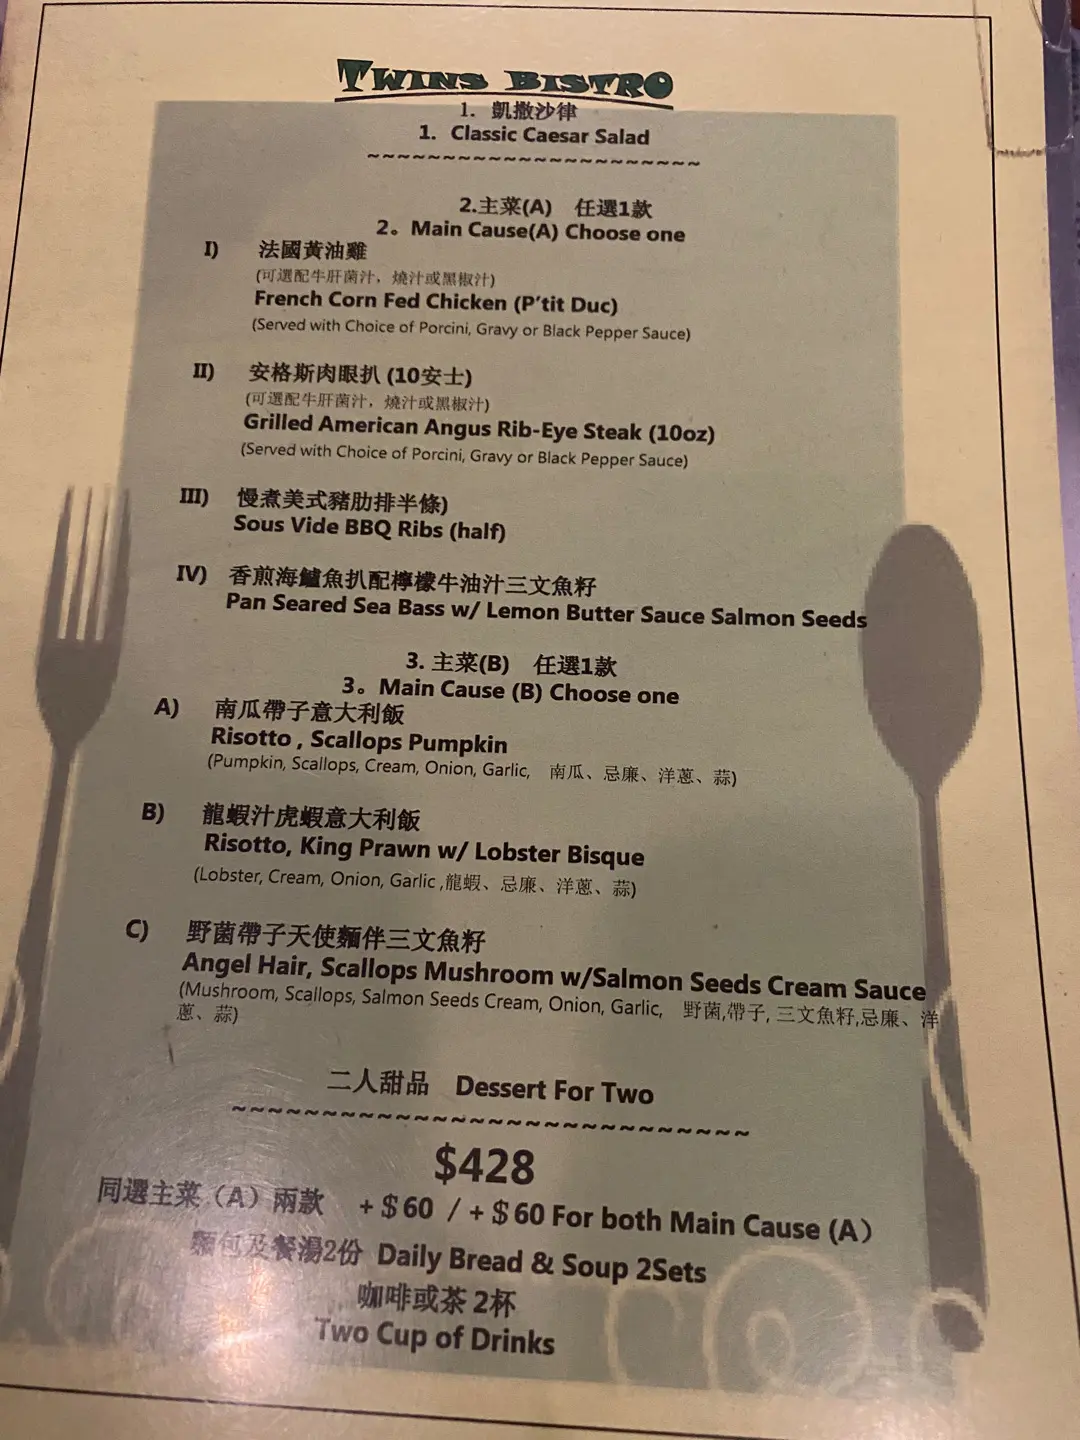 TWINS BISTRO
1. 凱撒沙律
1. Classic Caesar Salad
~~~~~~~~~~~~~~~~~~~~~~
2.主菜(A) 任選1款
2。Main Cause(A) Choose one
I) 法國黃油雞
(可選配牛肝菌汁，燒汁或黑椒汁)
French Corn Fed Chicken (P'tit Duc)
(Served with Choice of Porcini, Gravy or Black Pepper Sauce)
II) 安格斯肉眼扒 (10安士)
(可選配牛肝菌汁，燒汁或黑椒汁)
Grilled American Angus Rib-Eye Steak (10oz)
(Served with Choice of Porcini, Gravy or Black Pepper Sauce)
III) 慢煮美式豬肋排半條)
Sous Vide BBQ Ribs (half)
IV) 香煎海鱸魚扒配檸檬牛油汁三文魚籽
Pan Seared Sea Bass w/ Lemon Butter Sauce Salmon Seeds
3. 主菜(B) 任選1款
3。Main Cause (B) Choose one
A) 南瓜帶子意大利飯
Risotto , Scallops Pumpkin
(Pumpkin, Scallops, Cream, Onion, Garlic, 南瓜、忌廉、洋蔥、蒜)
B) 龍蝦汁虎蝦意大利飯
Risotto, King Prawn w/ Lobster Bisque
(Lobster, Cream, Onion, Garlic ,龍蝦、忌廉、洋蔥、蒜)
C) 野菌帶子天使麵伴三文魚籽
Angel Hair, Scallops Mushroom w/Salmon Seeds Cream Sauce
(Mushroom, Scallops, Salmon Seeds Cream, Onion, Garlic, 野菌,帶子, 三文魚籽,忌廉、洋
蔥、蒜)
二人甜品 Dessert For Two
~~~~~~~~~~~~~~~~~~~~~~~~~~~~
$428
同選主菜（A）兩款 +＄60 / +＄60 For both Main Cause (A）
麵包及餐湯2份 Daily Bread & Soup 2Sets
咖啡或茶 2杯
Two Cup of Drinks